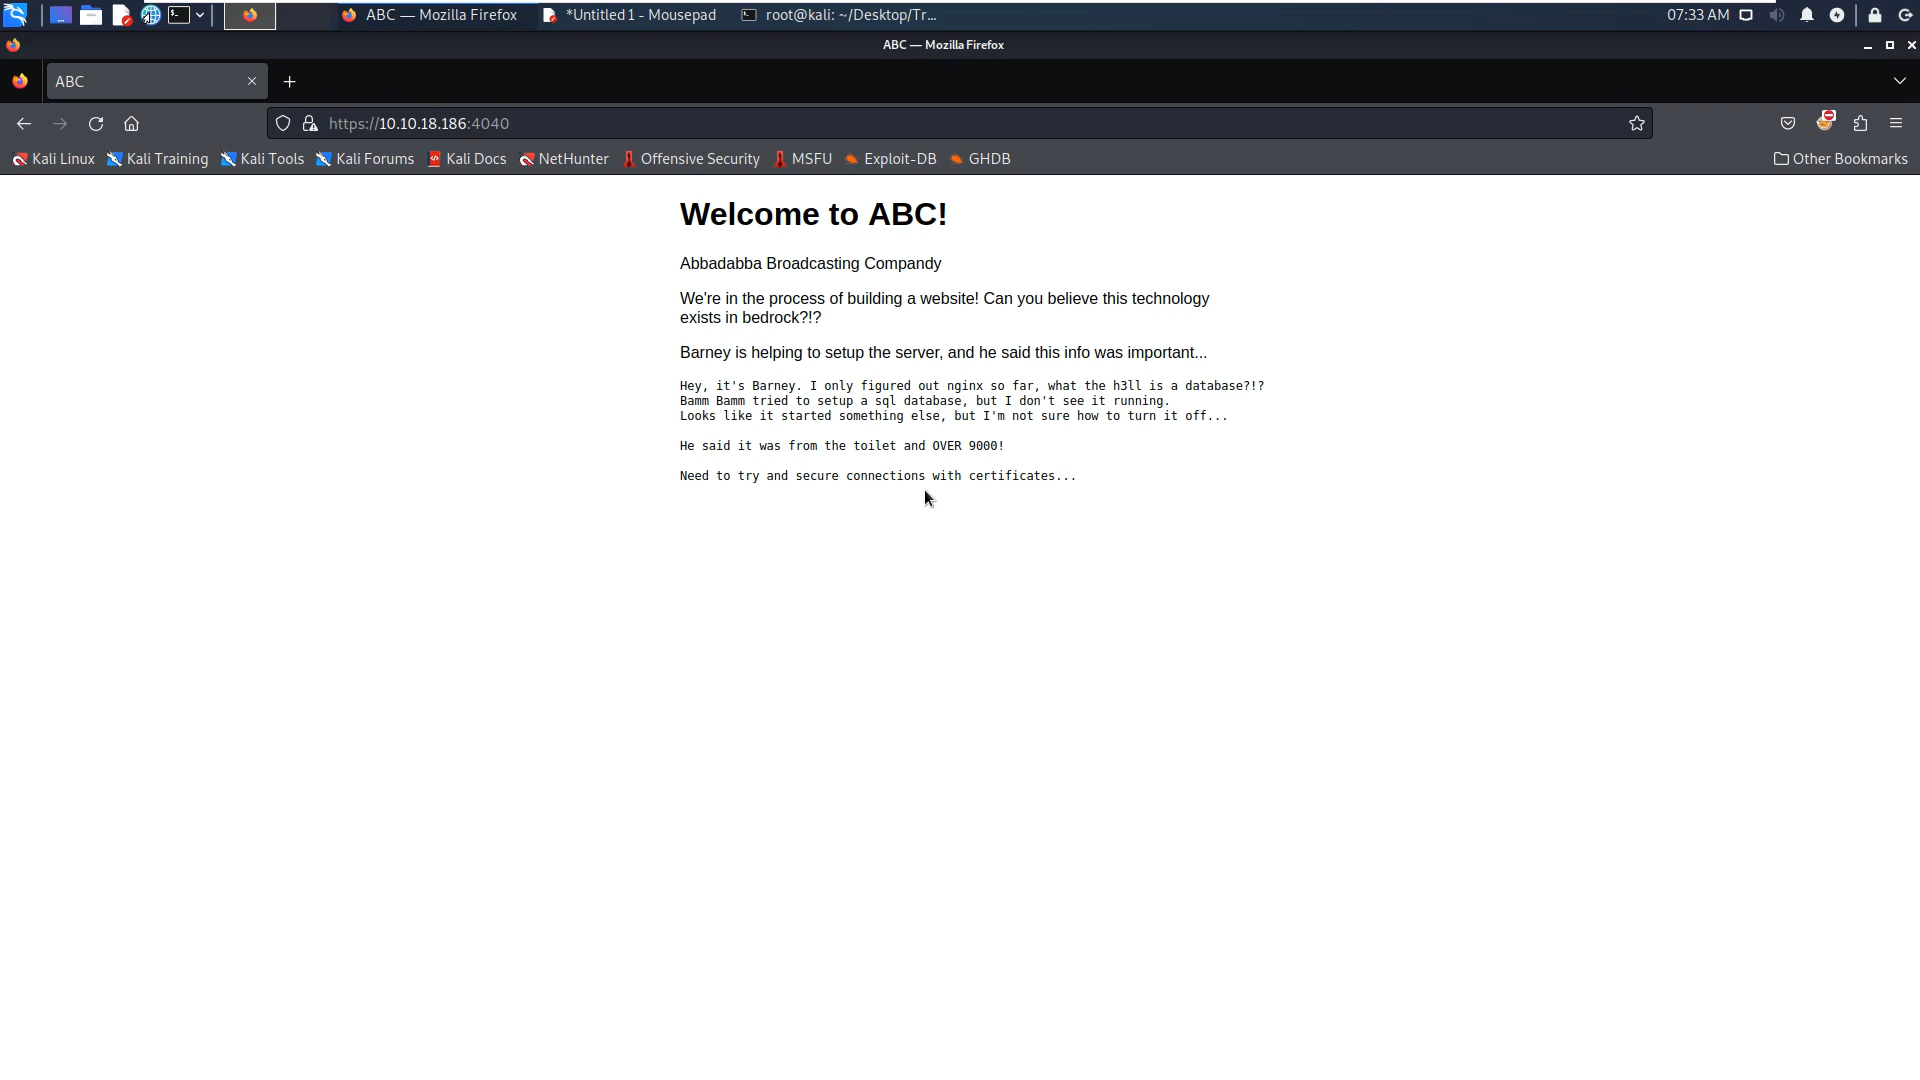 ABC — Mozilla Firefox
*Untitled 1 - Mousepad
root@kali: ~/Desktop/Tr...
07:33 AM
ABC — Mozilla Firefox
ABC
https://10.10.18.186:4040
Kali Linux
Kali Training
Kali Tools
Kali Forums
Kali Docs
NetHunter
Offensive Security
MSFU
Exploit-DB
GHDB
Other Bookmarks
Welcome to ABC!
Abbadabba Broadcasting Compandy
We're in the process of building a website! Can you believe this technology
exists in bedrock?!?
Barney is helping to setup the server, and he said this info was important...
Hey, it's Barney. I only figured out nginx so far, what the h3ll is a database?!?
Bamm Bamm tried to setup a sql database, but I don't see it running.
Looks like it started something else, but I'm not sure how to turn it off...
He said it was from the toilet and OVER 9000!
Need to try and secure connections with certificates...